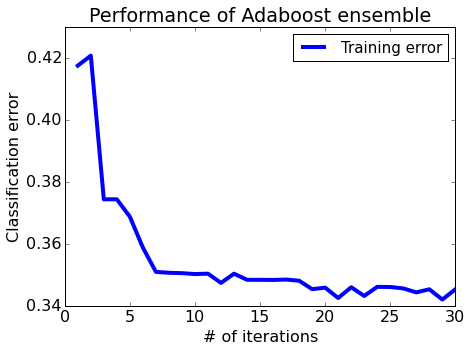 Performance of Adaboost ensemble
Training error
Classification error
0.42
0.40
0.38
0.36
0.34
0 5 10 15 20 25 30
# of iterations